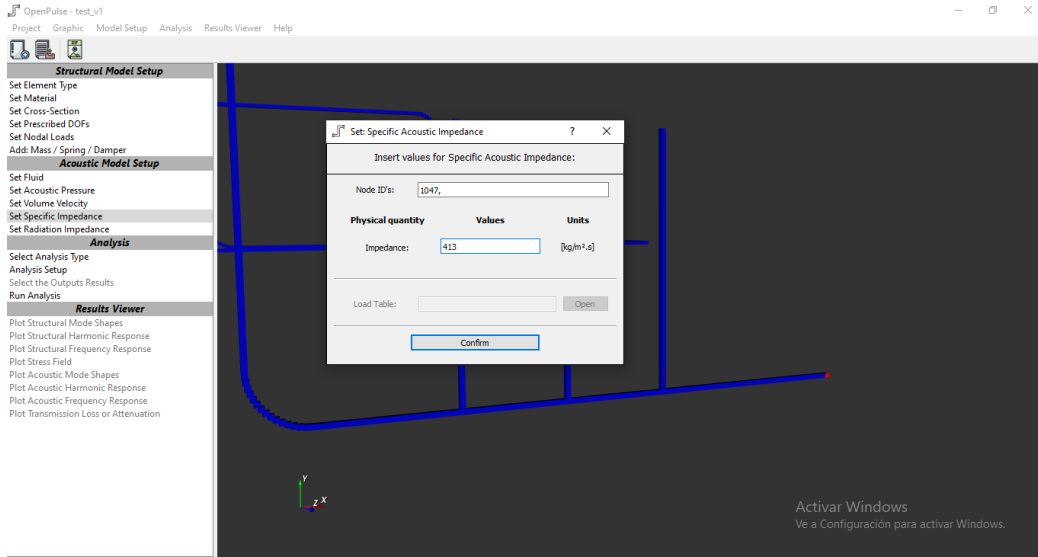 OpenPulse - test_v1
Project Graphic Model Setup Analysis Results Viewer Help
Structural Model Setup
Set Element Type
Set Material
Set Cross-Section
Set Prescribed DOFs
Set Nodal Loads
Add: Mass / Spring / Damper
Acoustic Model Setup
Set Fluid
Set Acoustic Pressure
Set Volume Velocity
Set Specific Impedance
Set Radiation Impedance
Analysis
Select Analysis Type
Analysis Setup
Select the Outputs Results
Run Analysis
Results Viewer
Plot Structural Mode Shapes
Plot Structural Harmonic Response
Plot Structural Frequency Response
Plot Stress Field
Plot Acoustic Mode Shapes
Plot Acoustic Harmonic Response
Plot Acoustic Frequency Response
Plot Transmission Loss or Attenuation
Set: Specific Acoustic Impedance ?
Insert values for Specific Acoustic Impedance:
Node ID's: 1047,
Physical quantity Values Units
Impedance: 413 [kg/m².s]
Load Table: Open
Confirm
Y
Z X
Activar Windows
Ve a Configuración para activar Windows.